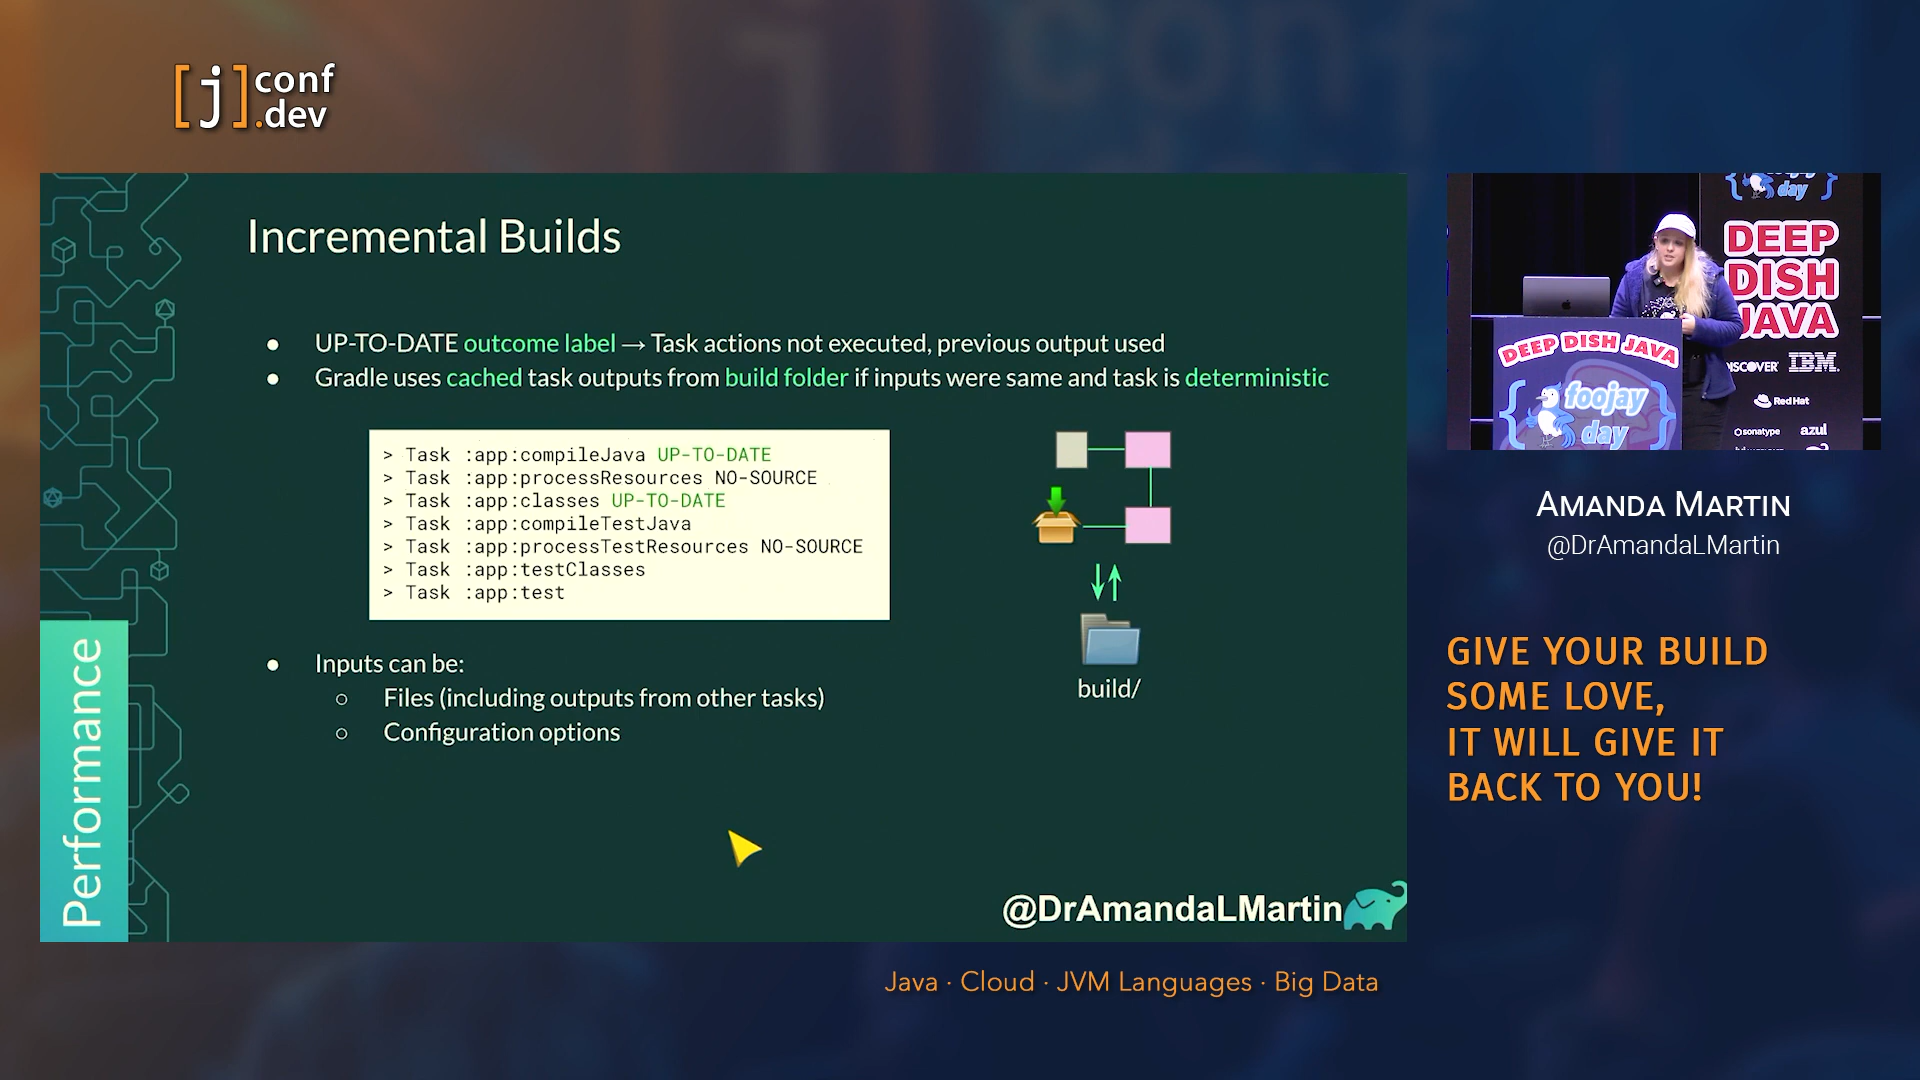 [j] conf
.dev
Incremental Builds
● UP-TO-DATE outcome label → Task actions not executed, previous output used
● Gradle uses cached task outputs from build folder if inputs were same and task is deterministic
> Task :app:compileJava UP-TO-DATE
> Task :app:processResources NO-SOURCE
> Task :app:classes UP-TO-DATE
> Task :app:compileTestJava
> Task :app:processTestResources NO-SOURCE
> Task :app:testClasses
> Task :app:test
build/
● Inputs can be:
○ Files (including outputs from other tasks)
○ Configuration options
Performance
@DrAmandaLMartin
day
DEEP
DISH
JAVA
DISCOVER IBM
Red Hat
sonatype azul
DEEP DISH JAVA
foojay
day
AMANDA MARTIN
@DrAmandaLMartin
GIVE YOUR BUILD
SOME LOVE,
IT WILL GIVE IT
BACK TO YOU!
Java · Cloud · JVM Languages · Big Data